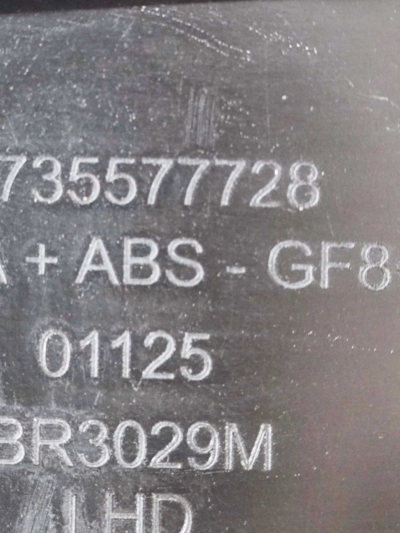 735577728
A + ABS - GF8
01125
BR3029M
LHD